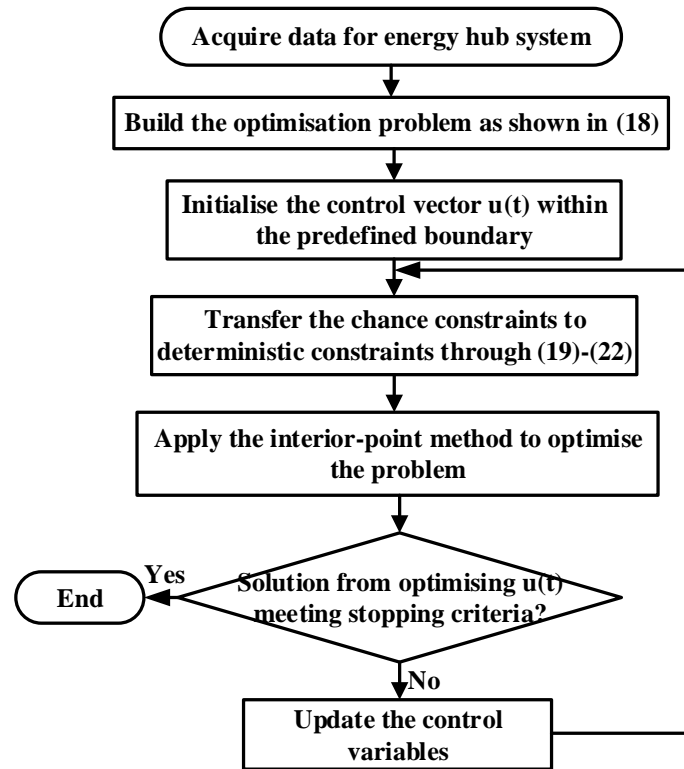 Acquire data for energy hub system
Build the optimisation problem as shown in (18)
Initialise the control vector u(t) within
the predefined boundary
Transfer the chance constraints to
deterministic constraints through (19)-(22)
Apply the interior-point method to optimise
the problem
Solution from optimising u(t)
meeting stopping criteria?
Yes
End
No
Update the control
variables